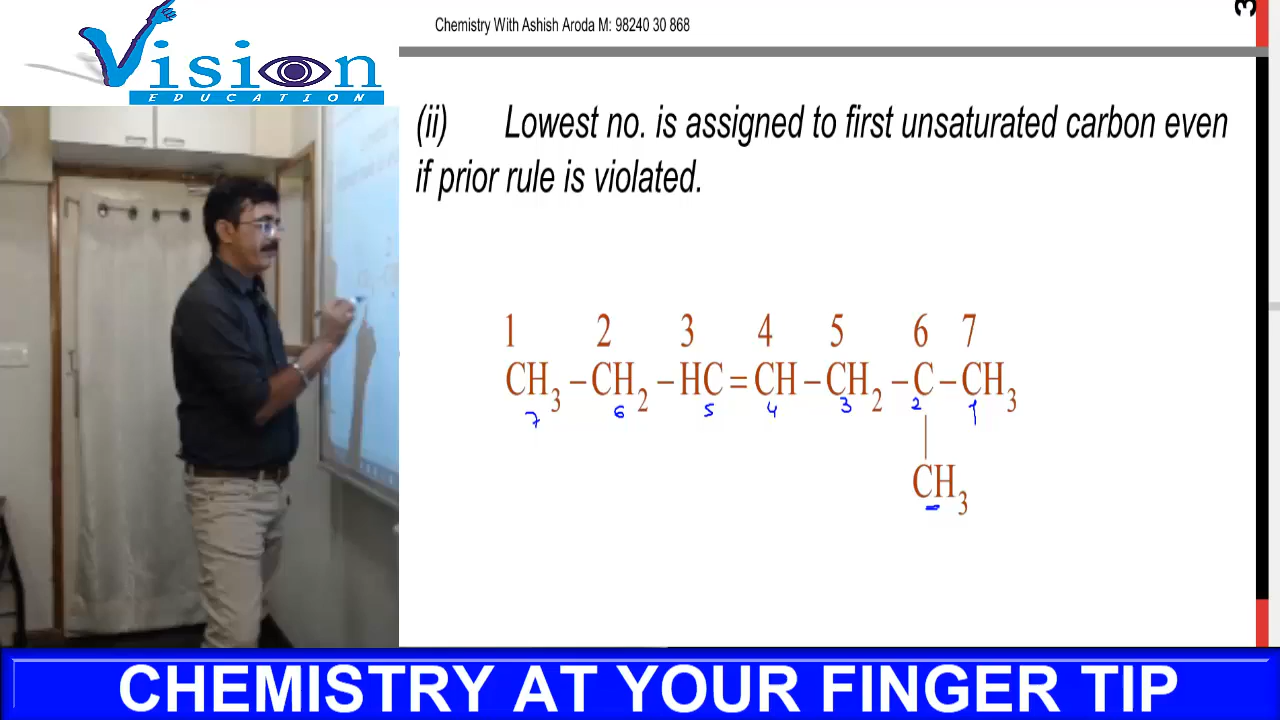 Vision
EDUCATION
Chemistry With Ashish Aroda M: 98240 30 868
3
(ii) Lowest no. is assigned to first unsaturated carbon even
if prior rule is violated.
1 2 3 4 5 6 7
CH₃ – CH₂ – HC = CH – CH₂ – C – CH₃
7 6 5 4 3 2 1
|
CH₃
CHEMISTRY AT YOUR FINGER TIP